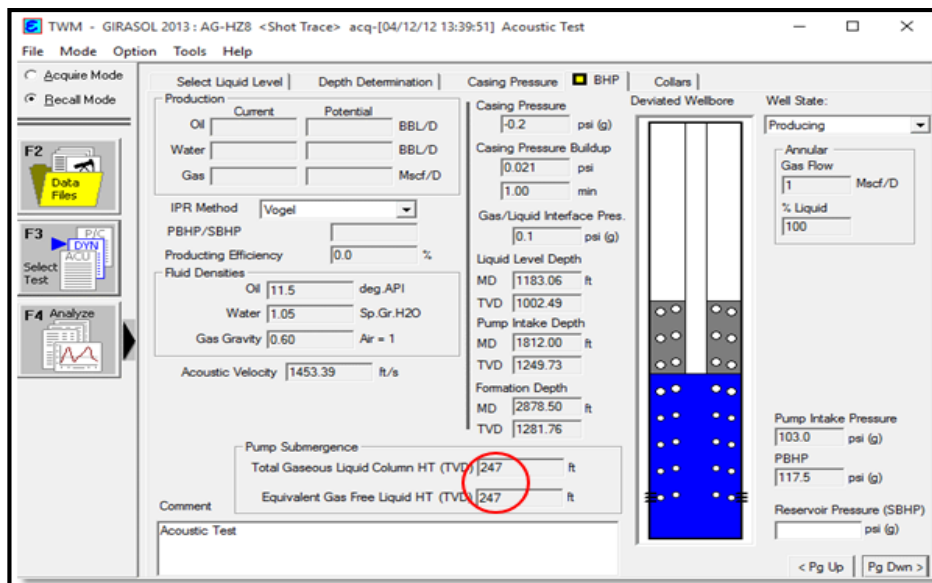 TWM - GIRASOL 2013 : AG-HZ8 <Shot Trace> acq-[04/12/12 13:39:51] Acoustic Test
File Mode Option Tools Help
Acquire Mode
Recall Mode
F2
Data
Files
F3
P/C
DYN
ACU
Select
Test
F4 Analyze
Select Liquid Level
Depth Determination
Casing Pressure
BHP
Collars
Production
Current Potential
Oil BBL/D
Water BBL/D
Gas Mscf/D
IPR Method Vogel
PBHP/SBHP
Producting Efficiency 0.0 %
Fluid Densities
Oil 11.5 deg.API
Water 1.05 Sp.Gr.H2O
Gas Gravity 0.60 Air = 1
Acoustic Velocity 1453.39 ft/s
Casing Pressure
-0.2 psi (g)
Casing Pressure Buildup
0.021 psi
1.00 min
Gas/Liquid Interface Pres.
0.1 psi (g)
Liquid Level Depth
MD 1183.06 ft
TVD 1002.49
Pump Intake Depth
MD 1812.00 ft
TVD 1249.73
Formation Depth
MD 2878.50 ft
TVD 1281.76
Pump Submergence
Total Gaseous Liquid Column HT (TVD) 247 ft
Equivalent Gas Free Liquid HT (TVD) 247 ft
Comment
Acoustic Test
Deviated Wellbore
Well State:
Producing
Annular
Gas Flow
1 Mscf/D
% Liquid
100
Pump Intake Pressure
103.0 psi (g)
PBHP
117.5 psi (g)
Reservoir Pressure (SBHP)
psi (g)
< Pg Up
Pg Dwn >